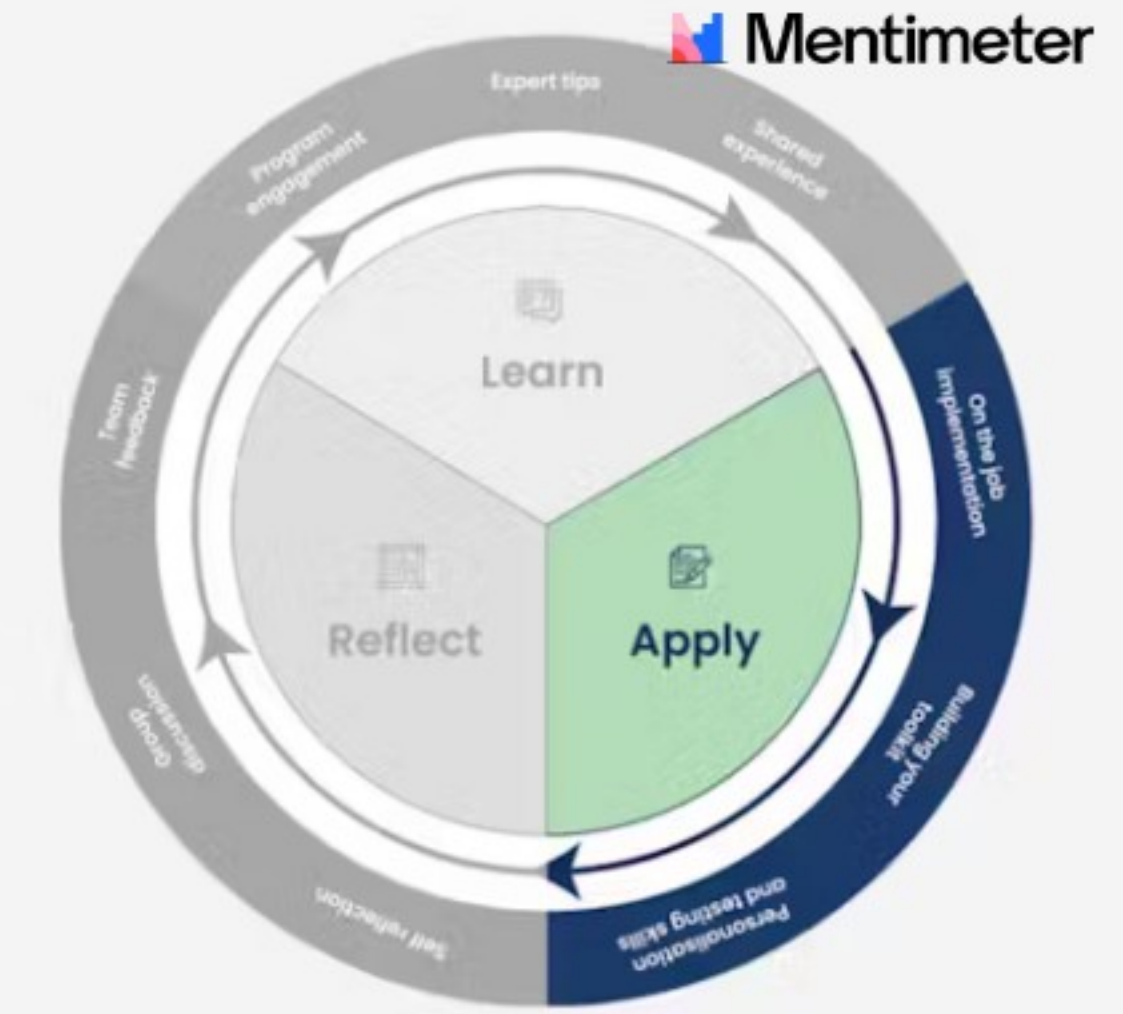 Mentimeter
Expert tips
Shared
experience
Program
engagement
On the job
implementation
Team
feedback
Learn
Reflect
Apply
Building your
toolkit
Group
discussion
Personalisation
and testing skills
Self reflection